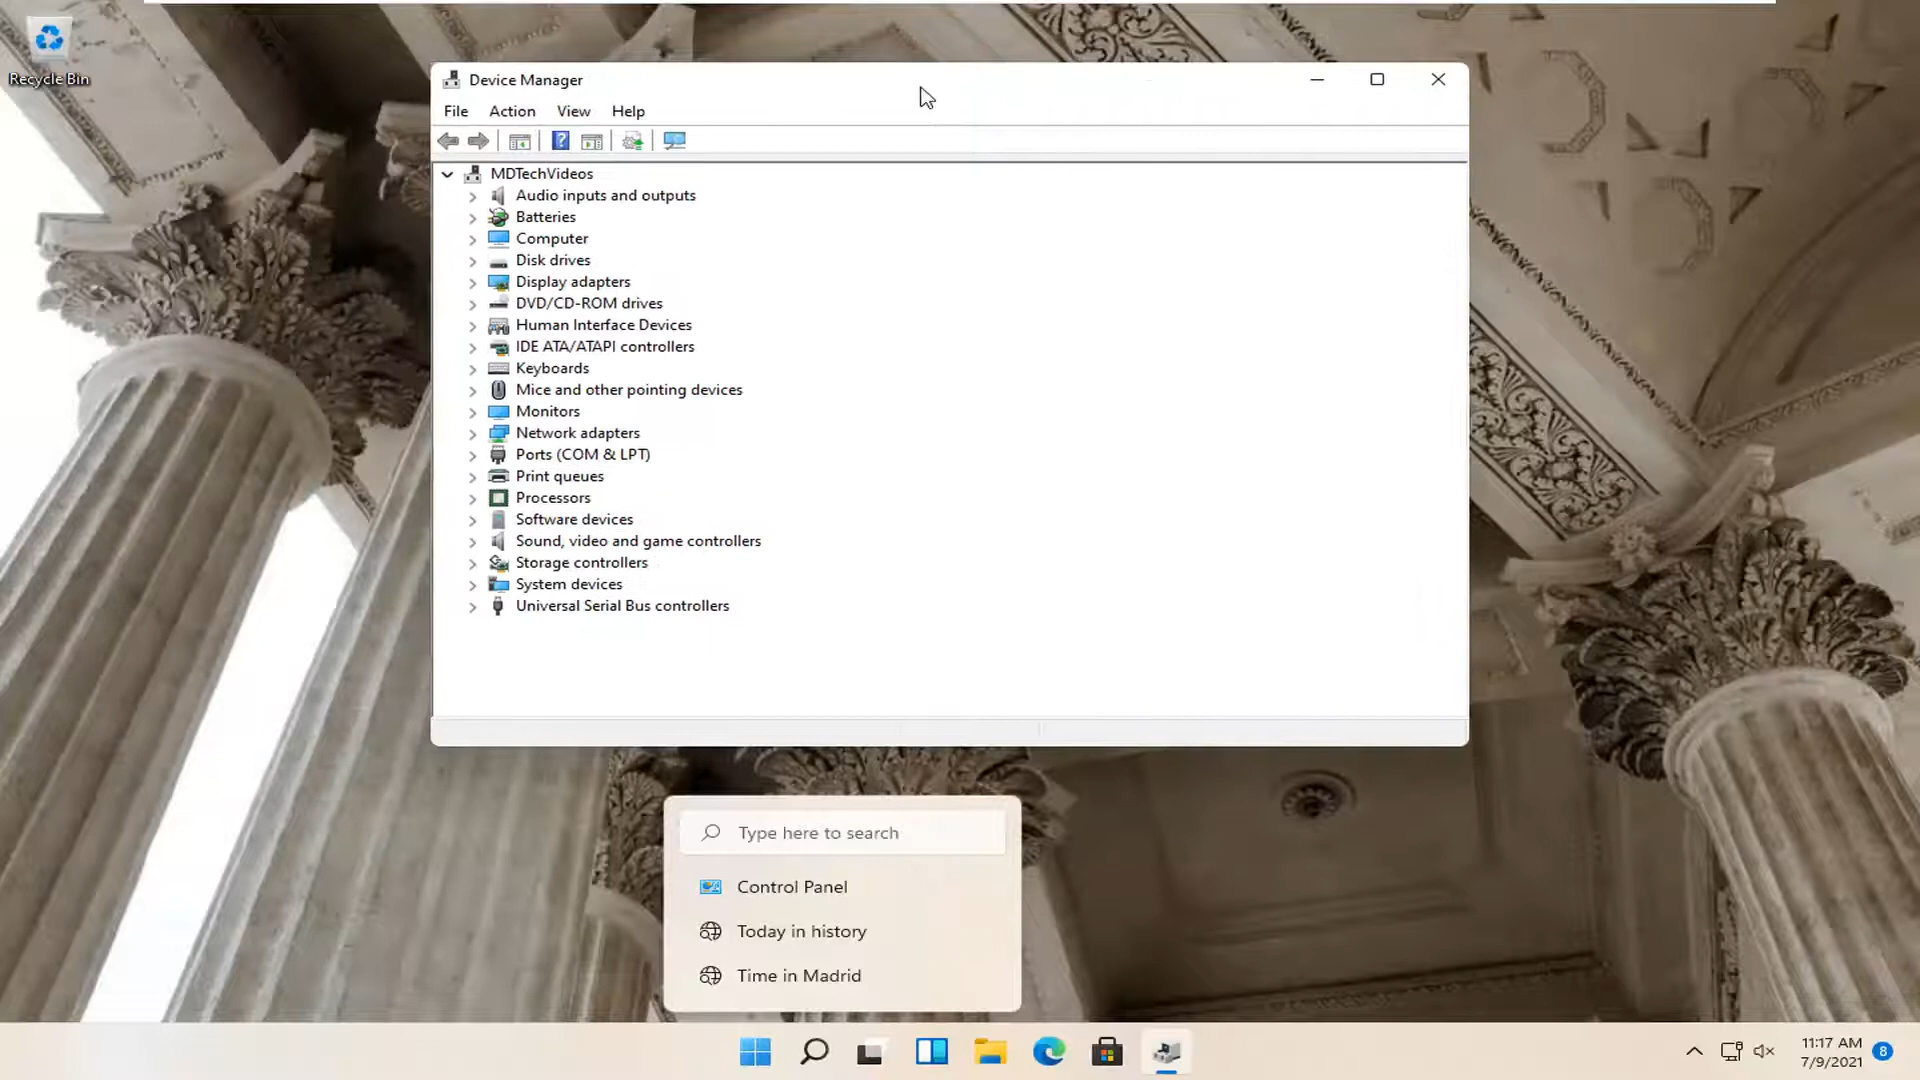 Recycle Bin
Device Manager
File Action View Help
MDTechVideos
Audio inputs and outputs
Batteries
Computer
Disk drives
Display adapters
DVD/CD-ROM drives
Human Interface Devices
IDE ATA/ATAPI controllers
Keyboards
Mice and other pointing devices
Monitors
Network adapters
Ports (COM & LPT)
Print queues
Processors
Software devices
Sound, video and game controllers
Storage controllers
System devices
Universal Serial Bus controllers
Type here to search
Control Panel
Today in history
Time in Madrid
11:17 AM
7/9/2021
8